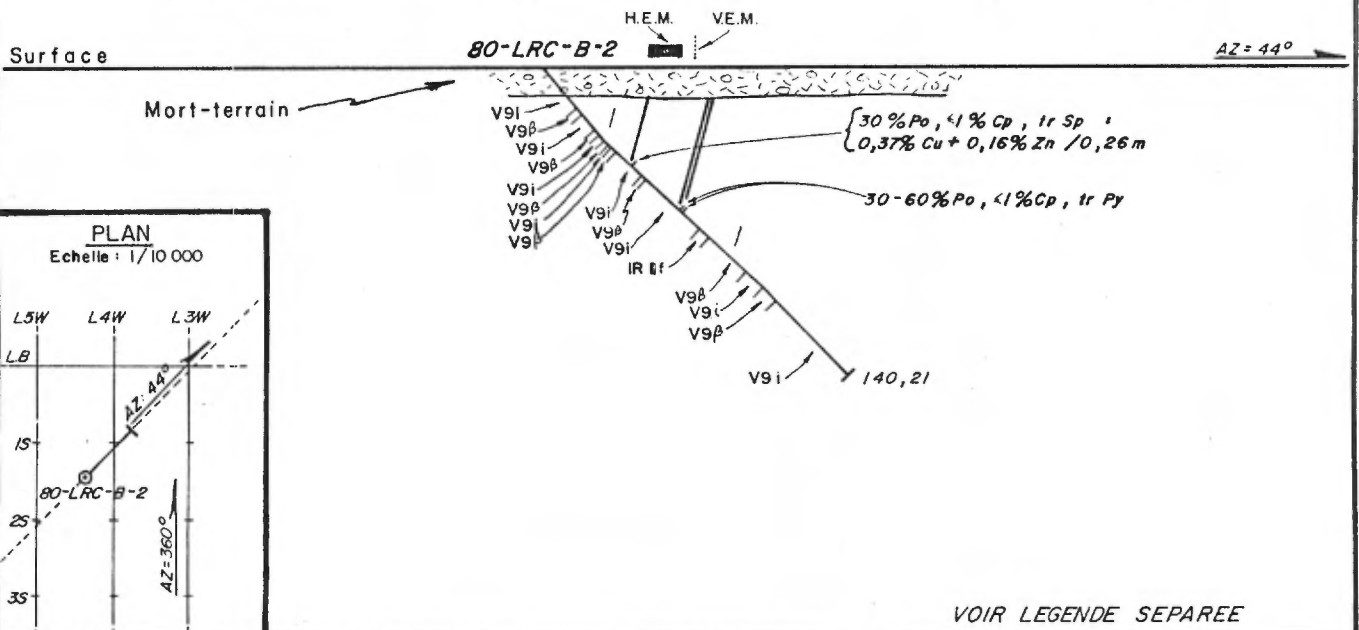 H.E.M.
V.E.M.
Surface
80-LRC-B-2
AZ = 44°
Mort-terrain
V9i
V9β
V9i
V9β
V9i
V9β
V9i
V9i
V9β
V9i
30 % Po, <1 % Cp, tr Sp
0,37% Cu + 0,16% Zn / 0,26 m
30-60% Po, <1% Cp, tr Py
V9β
V9i
V9β
V9i
140,21
PLAN
Echelle : 1/10 000
L5W
L4W
L3W
L.B
AZ: 44°
1S
80-LRC-B-2
2S
AZ=360°
3S
VOIR LEGENDE SEPAREE